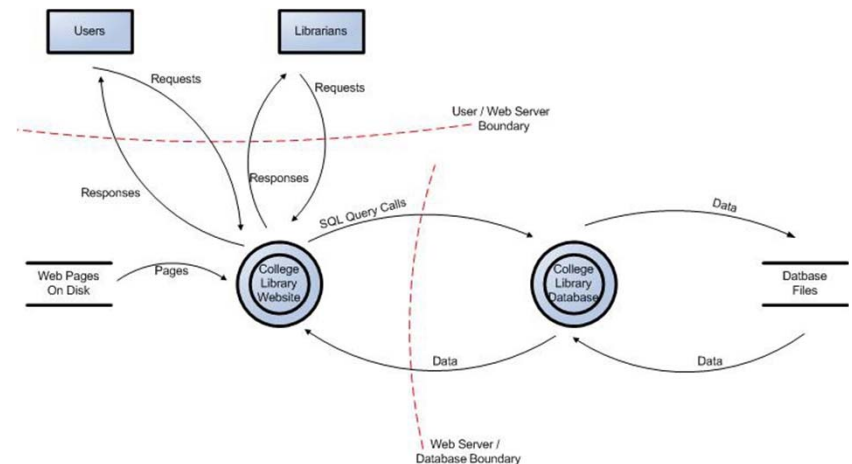 Users
Librarians
Requests
Requests
User / Web Server
Boundary
Responses
Responses
SQL Query Calls
Data
Web Pages
On Disk
Pages
College
Library
Website
College
Library
Database
Datbase
Files
Data
Data
Web Server /
Database Boundary